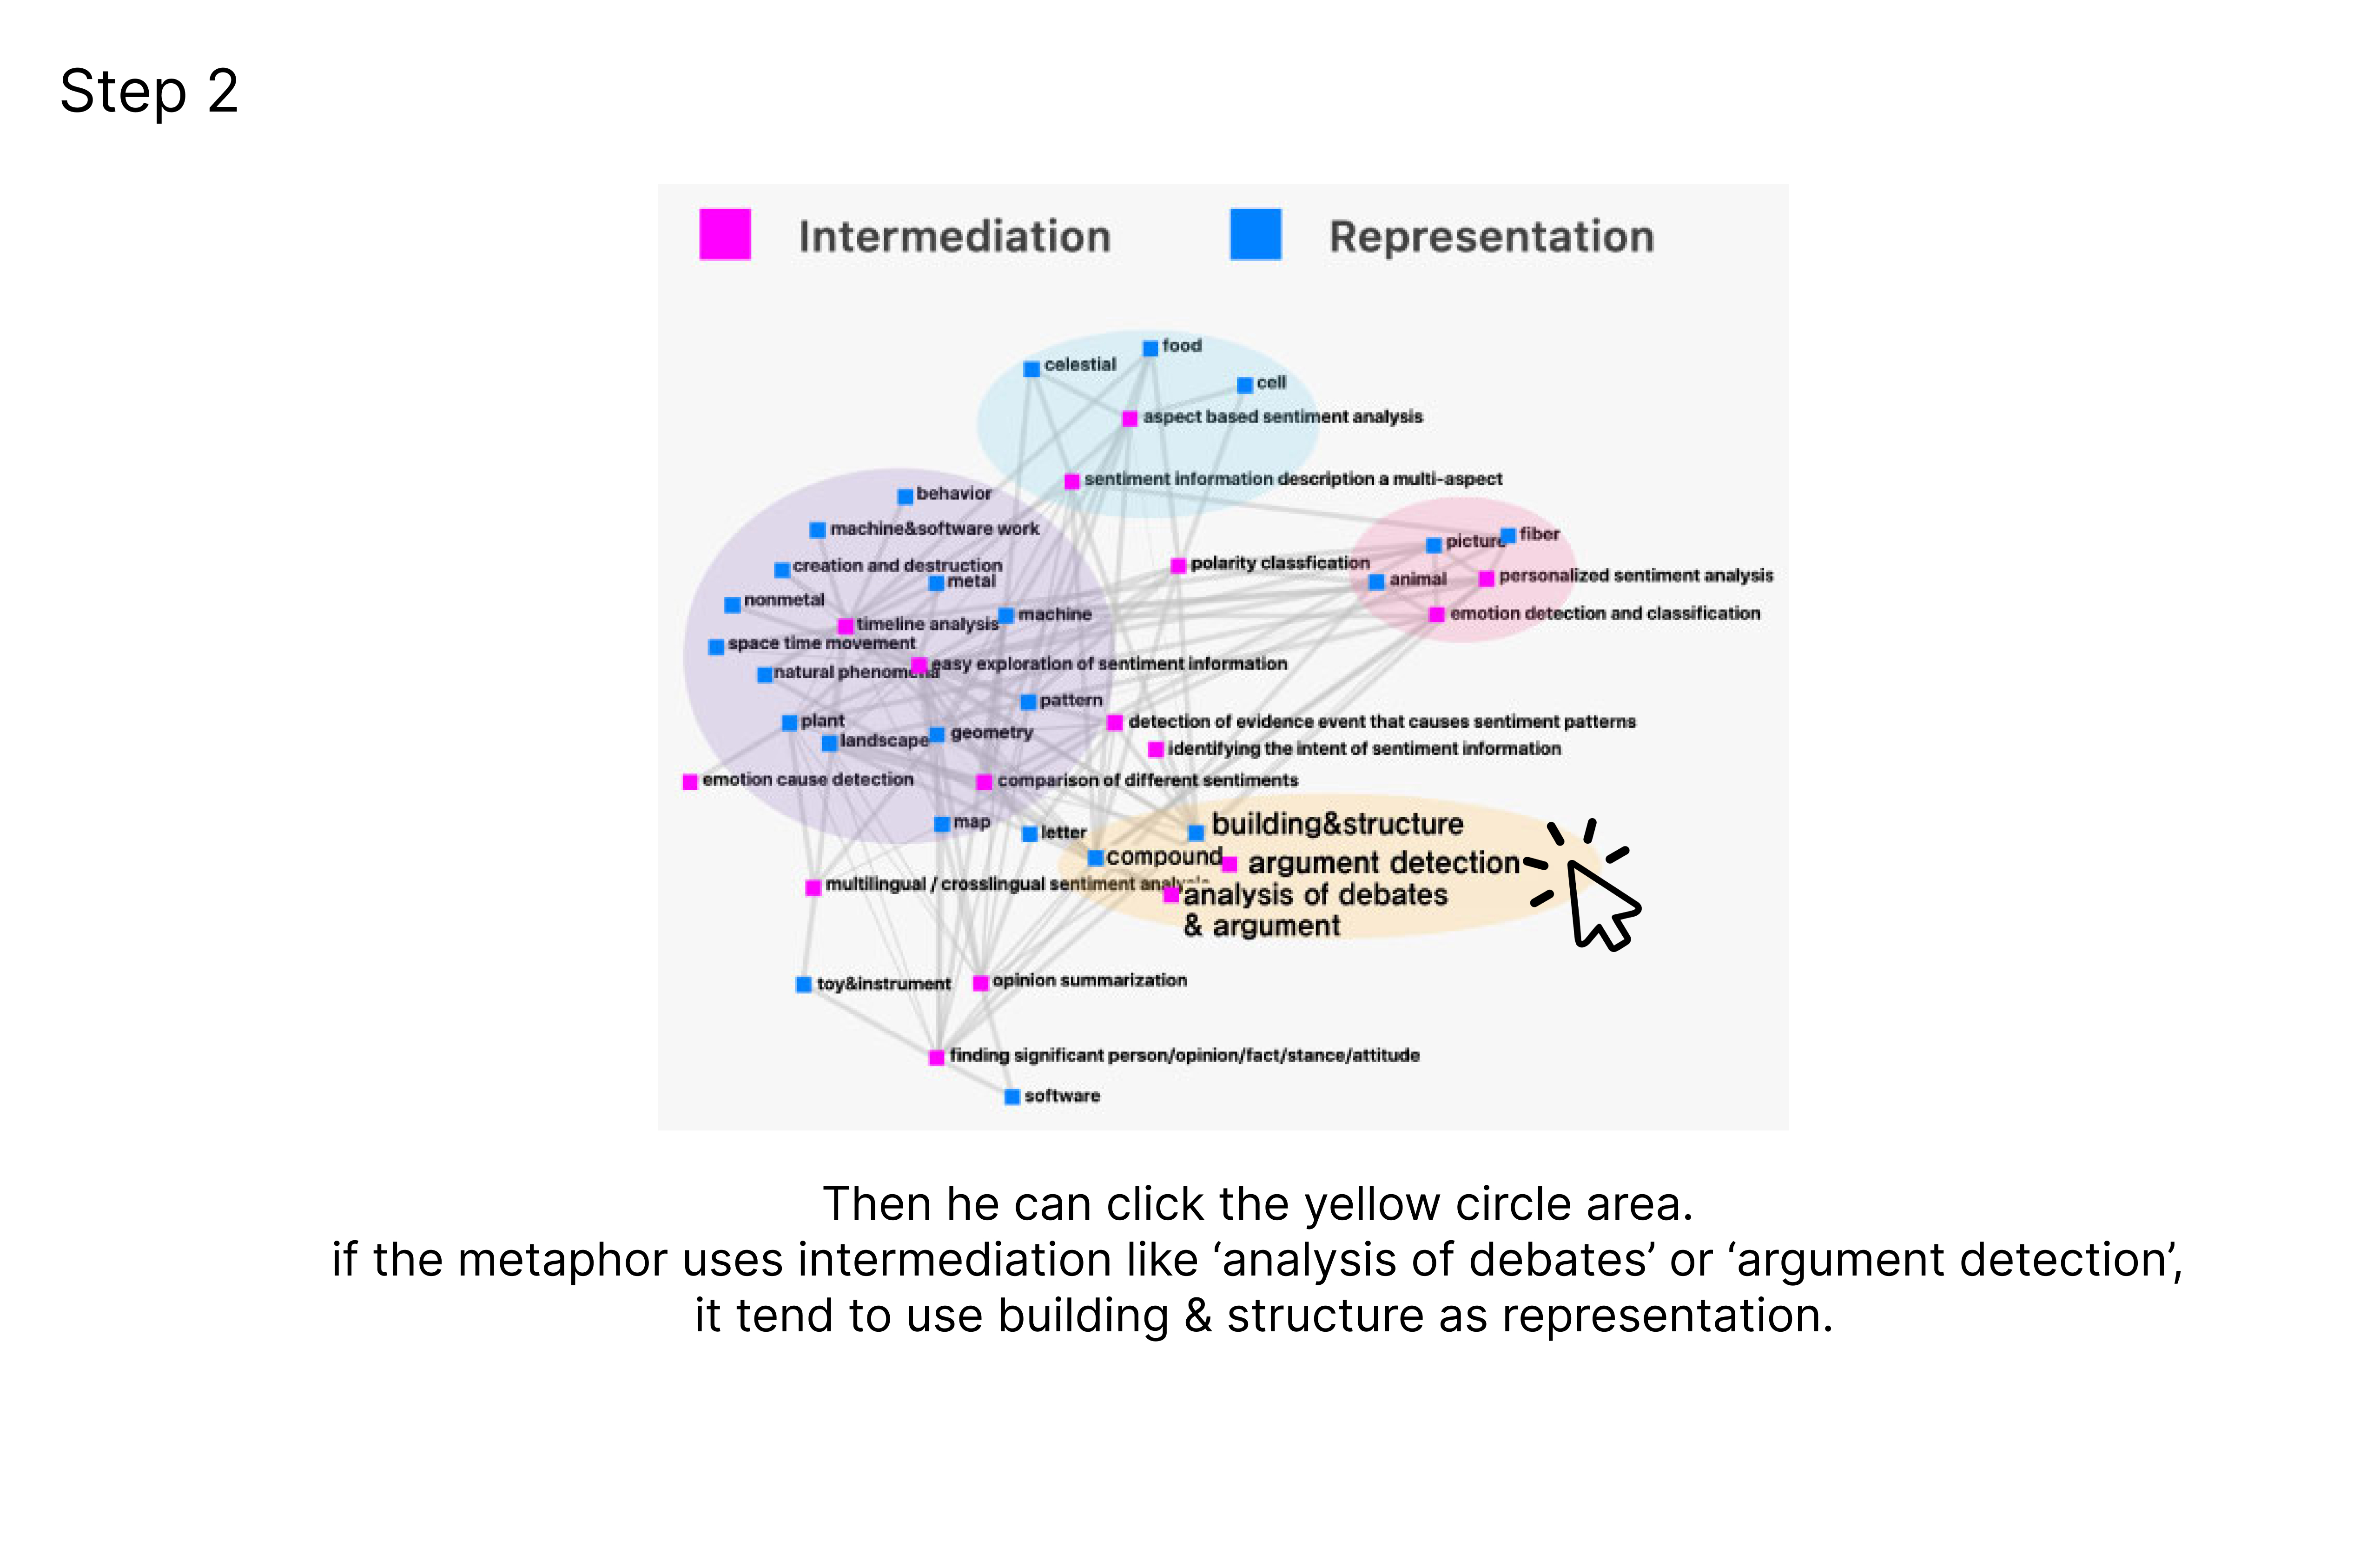 Step 2
Intermediation
Representation
food
celestial
cell
aspect based sentiment analysis
sentiment information description a multi-aspect
behavior
machine&software work
fiber
picture
polarity classfication
creation and destruction
metal
animal
personalized sentiment analysis
nonmetal
machine
emotion detection and classification
timeline analysis
space time movement
easy exploration of sentiment information
natural phenomena
pattern
plant
detection of evidence event that causes sentiment patterns
geometry
landscape
identifying the intent of sentiment information
emotion cause detection
comparison of different sentiments
map
letter
building&structure
compound
argument detection
multilingual / crosslingual sentiment analysis
analysis of debates
& argument
toy&instrument
opinion summarization
finding significant person/opinion/fact/stance/attitude
software
Then he can click the yellow circle area.
if the metaphor uses intermediation like ‘analysis of debates’ or ‘argument detection’,
it tend to use building & structure as representation.